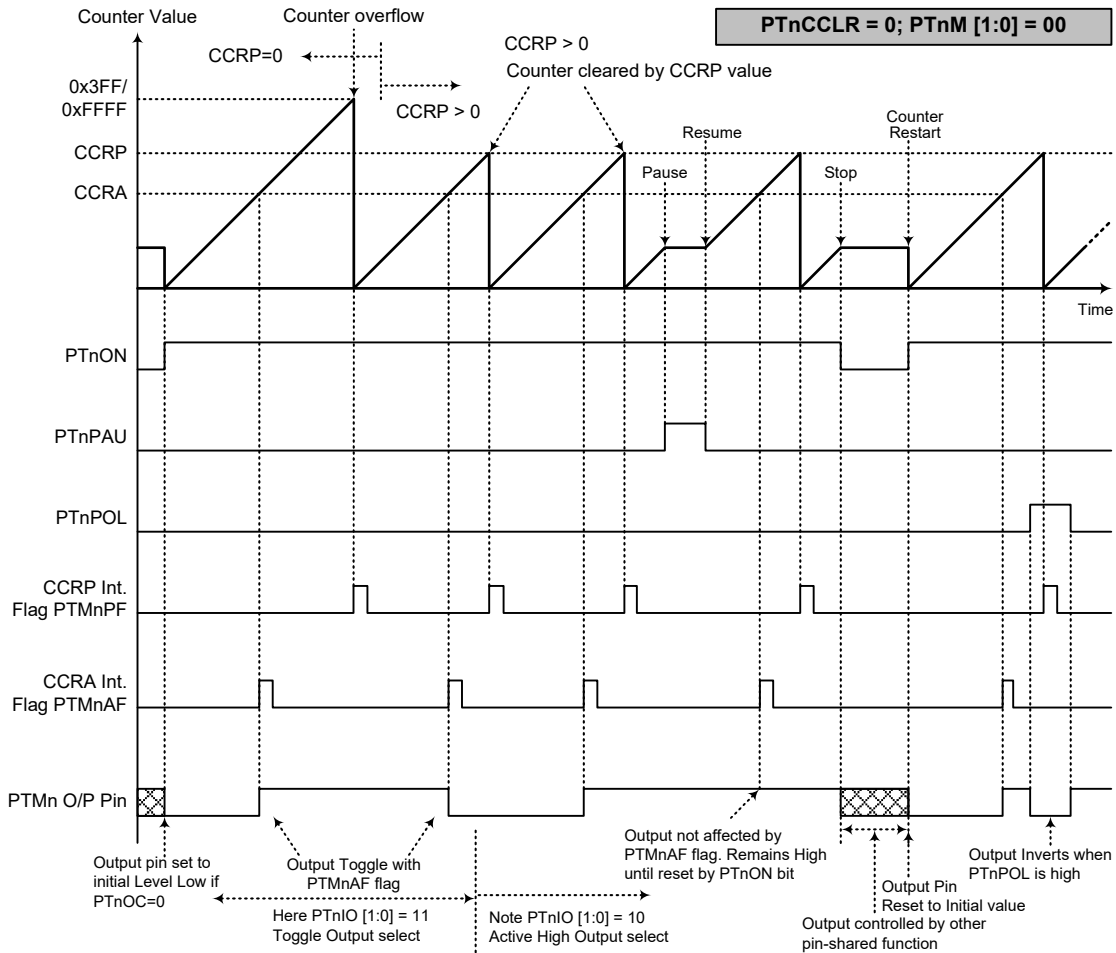 Counter Value
Counter overflow
PTnCCLR = 0; PTnM [1:0] = 00
CCRP=0
CCRP > 0
CCRP > 0
Counter cleared by CCRP value
0x3FF/
0xFFFF
CCRP
CCRA
Pause
Resume
Stop
Counter
Restart
Time
PTnON
PTnPAU
PTnPOL
CCRP Int.
Flag PTMnPF
CCRA Int.
Flag PTMnAF
PTMn O/P Pin
Output pin set to
initial Level Low if
PTnOC=0
Output Toggle with
PTMnAF flag
Here PTnIO [1:0] = 11
Toggle Output select
Note PTnIO [1:0] = 10
Active High Output select
Output not affected by
PTMnAF flag. Remains High
until reset by PTnON bit
Output Pin
Reset to Initial value
Output controlled by other
pin-shared function
Output Inverts when
PTnPOL is high